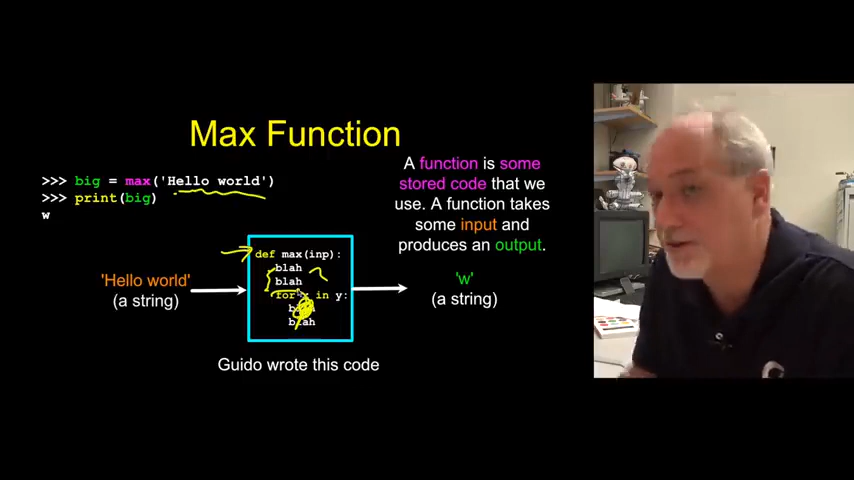 Max Function
>>> big = max('Hello world')
>>> print(big)
w
A function is some
stored code that we
use. A function takes
some input and
produces an output.
'Hello world'
(a string)
def max(inp):
blah
blah
for x in y:
blah
blah
'w'
(a string)
Guido wrote this code